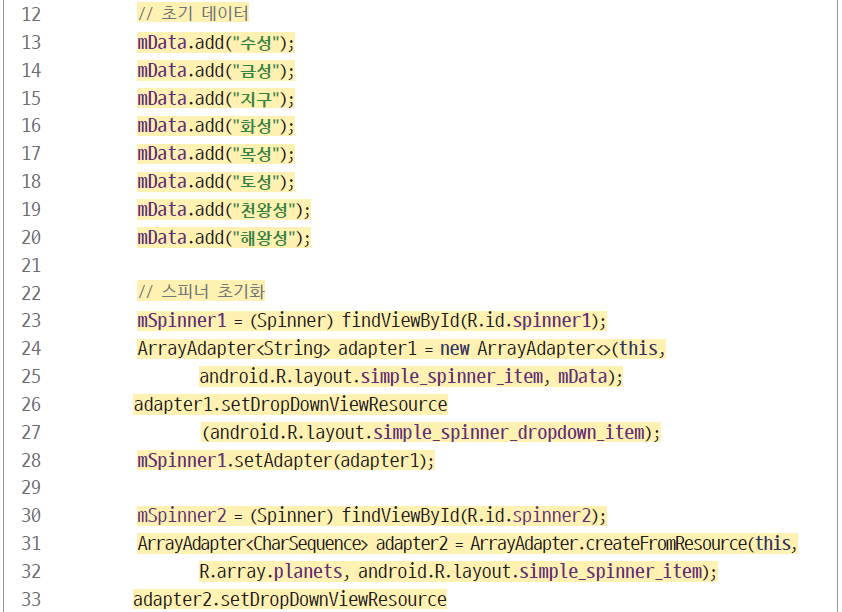 12 // 초기 데이터
13 mData.add("수성");
14 mData.add("금성");
15 mData.add("지구");
16 mData.add("화성");
17 mData.add("목성");
18 mData.add("토성");
19 mData.add("천왕성");
20 mData.add("해왕성");
21
22 // 스피너 초기화
23 mSpinner1 = (Spinner) findViewById(R.id.spinner1);
24 ArrayAdapter<String> adapter1 = new ArrayAdapter<>(this,
25 android.R.layout.simple_spinner_item, mData);
26 adapter1.setDropDownViewResource
27 (android.R.layout.simple_spinner_dropdown_item);
28 mSpinner1.setAdapter(adapter1);
29
30 mSpinner2 = (Spinner) findViewById(R.id.spinner2);
31 ArrayAdapter<CharSequence> adapter2 = ArrayAdapter.createFromResource(this,
32 R.array.planets, android.R.layout.simple_spinner_item);
33 adapter2.setDropDownViewResource